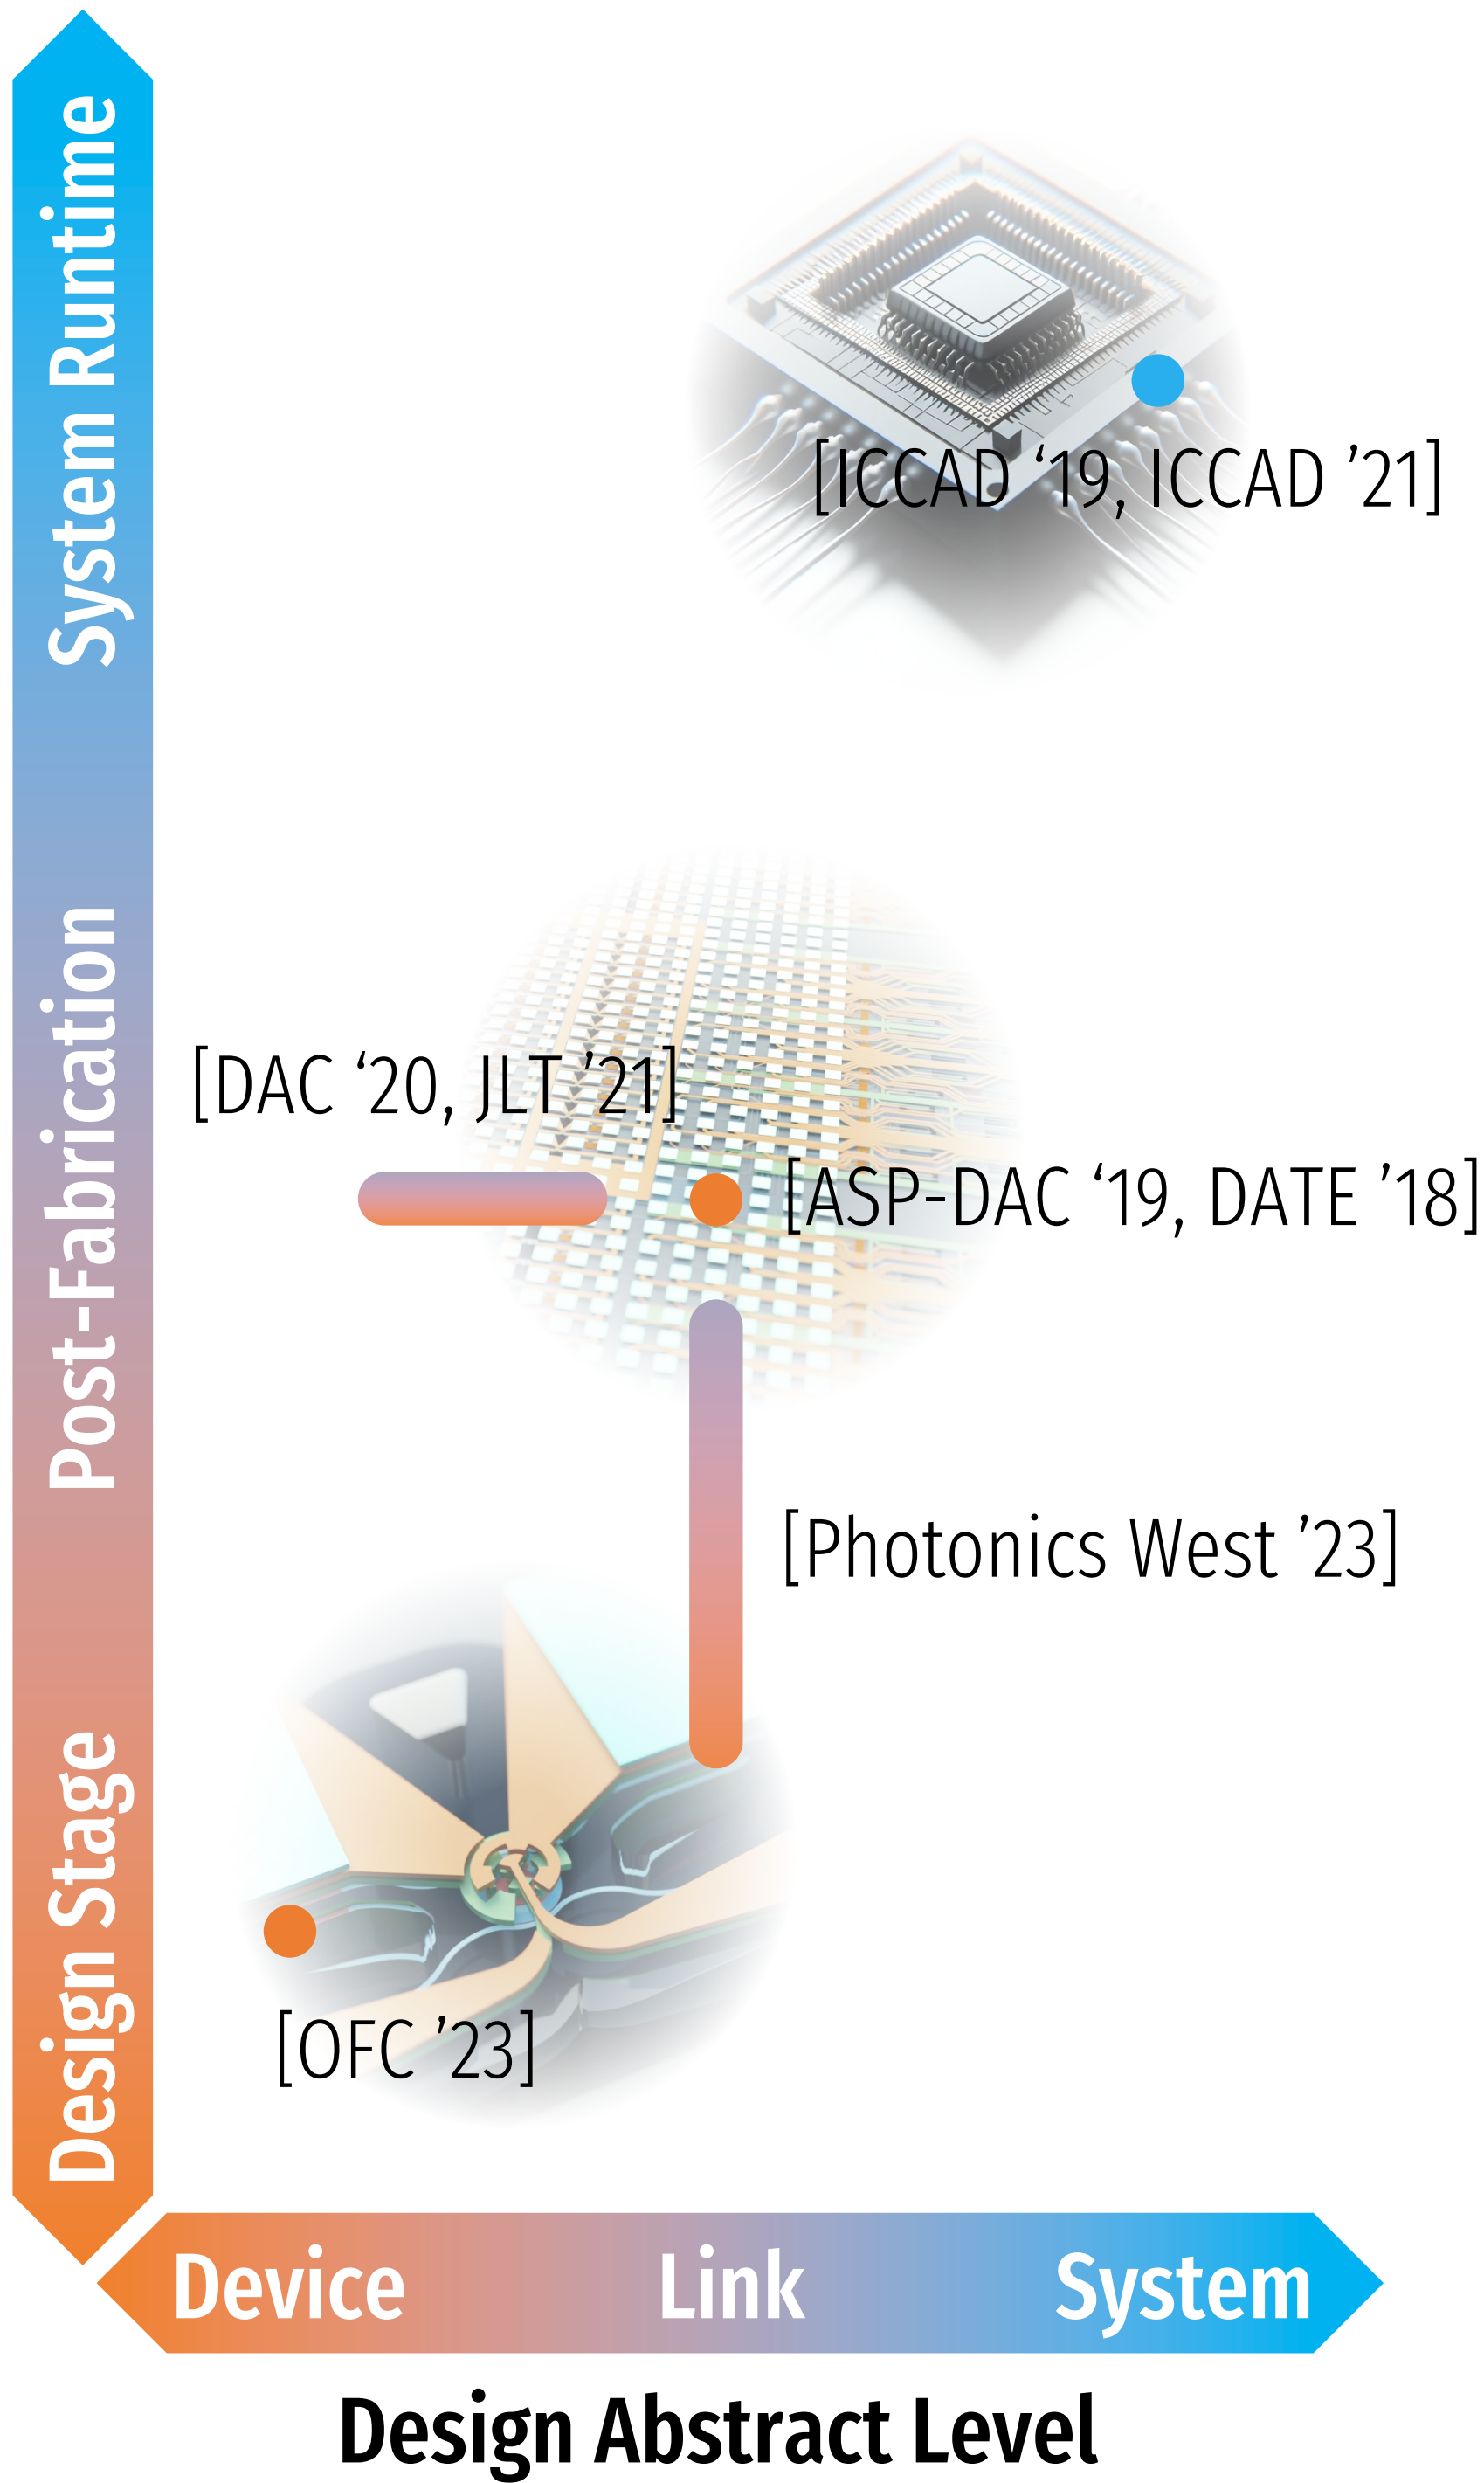 System Runtime
[ICCAD ‘19, ICCAD ’21]
Post-Fabrication
[DAC ‘20, JLT ’21]
[ASP-DAC ‘19, DATE ’18]
[Photonics West ’23]
Design Stage
[OFC ’23]
Device
Link
System
Design Abstract Level